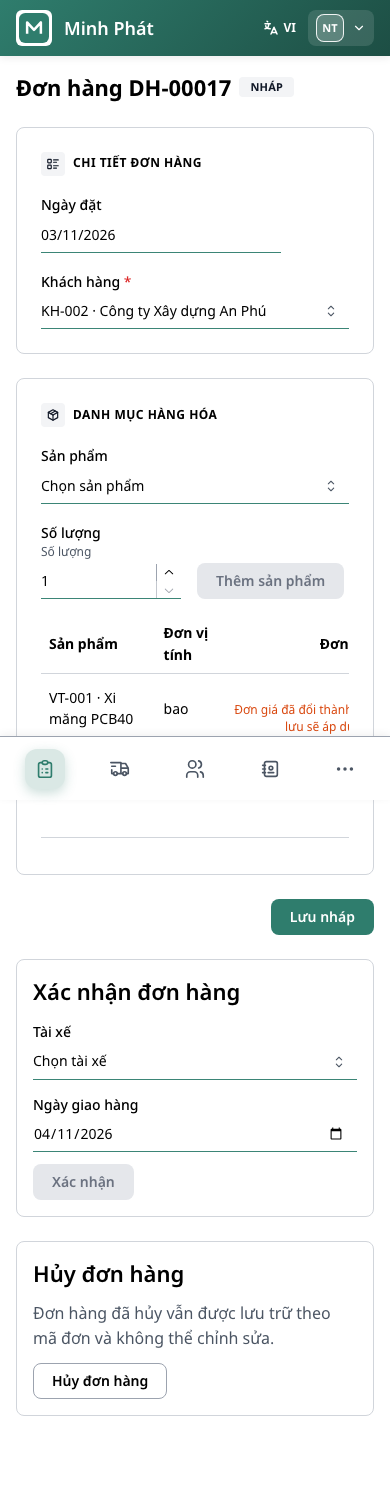 Minh Phát
VI
NT
Đơn hàng DH-00017 NHÁP
CHI TIẾT ĐƠN HÀNG
Ngày đặt
03/11/2026
Khách hàng *
KH-002 · Công ty Xây dựng An Phú
DANH MỤC HÀNG HÓA
Sản phẩm
Chọn sản phẩm
Số lượng
Số lượng
1
Thêm sản phẩm
Sản phẩm
Đơn vị
tính
Đơn
VT-001 · Xi
măng PCB40
bao
Đơn giá đã đổi thành
lưu sẽ áp
Lưu nháp
Xác nhận đơn hàng
Tài xế
Chọn tài xế
Ngày giao hàng
04/11/2026
Xác nhận
Hủy đơn hàng
Đơn hàng đã hủy vẫn được lưu trữ theo
mã đơn và không thể chỉnh sửa.
Hủy đơn hàng